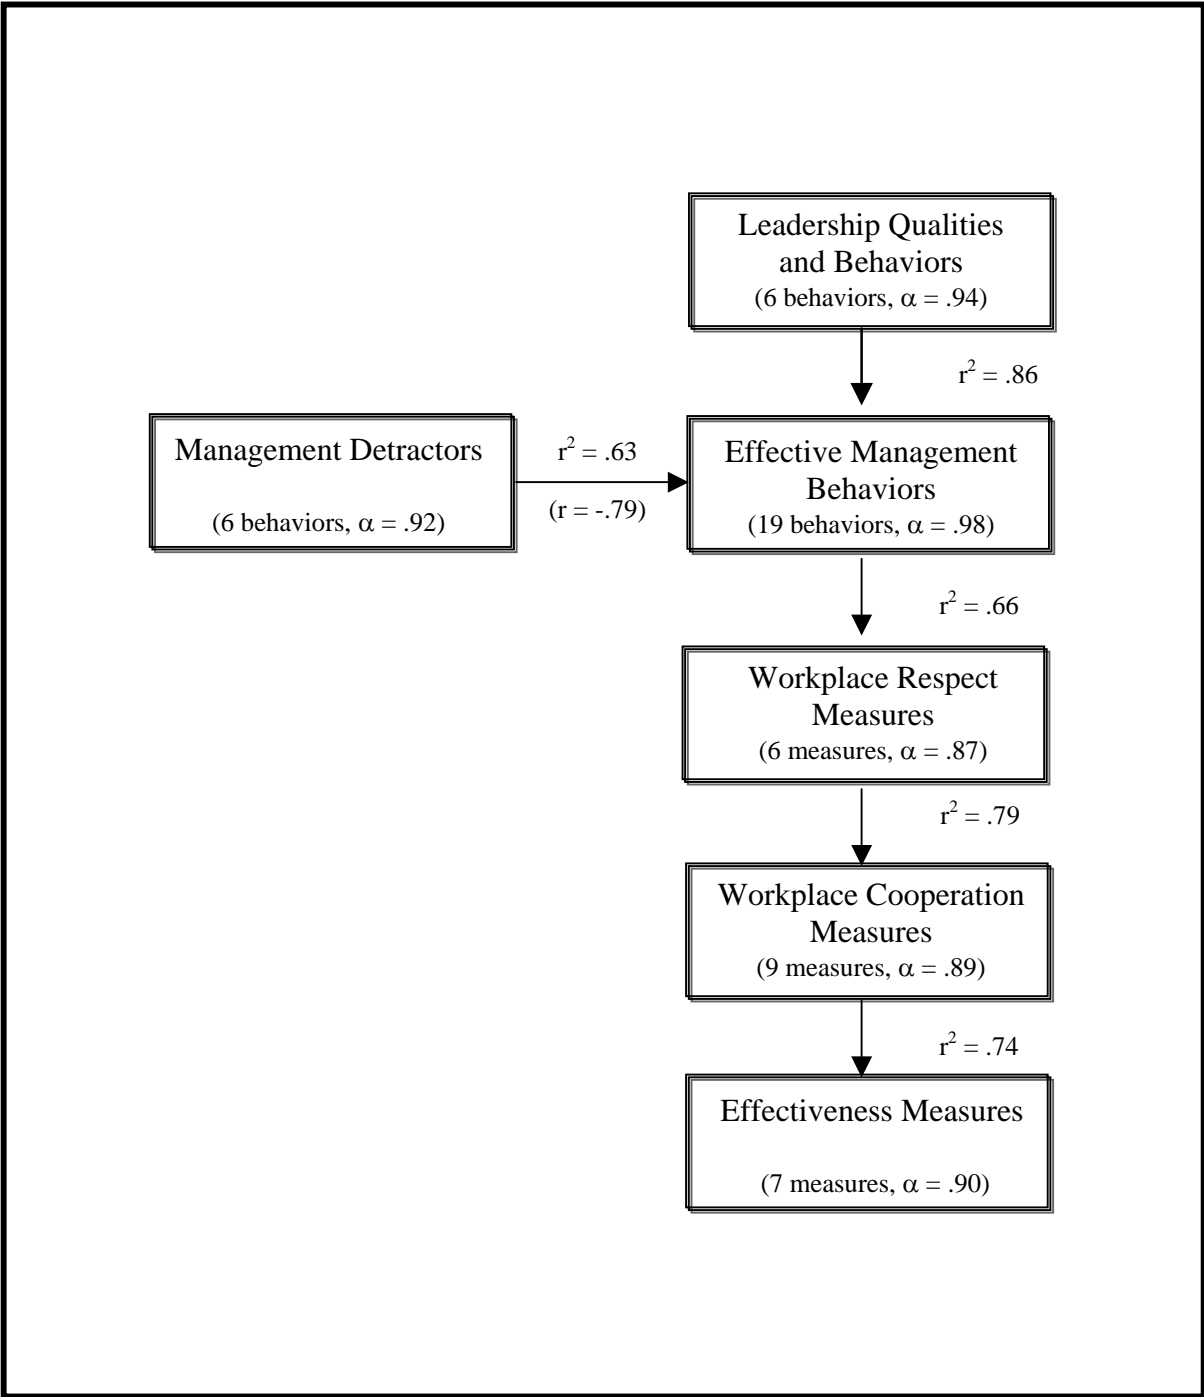 Leadership Qualities
and Behaviors
(6 behaviors, α = .94)
r² = .86
Management Detractors
(6 behaviors, α = .92)
r² = .63
(r = -.79)
Effective Management
Behaviors
(19 behaviors, α = .98)
r² = .66
Workplace Respect
Measures
(6 measures, α = .87)
r² = .79
Workplace Cooperation
Measures
(9 measures, α = .89)
r² = .74
Effectiveness Measures
(7 measures, α = .90)